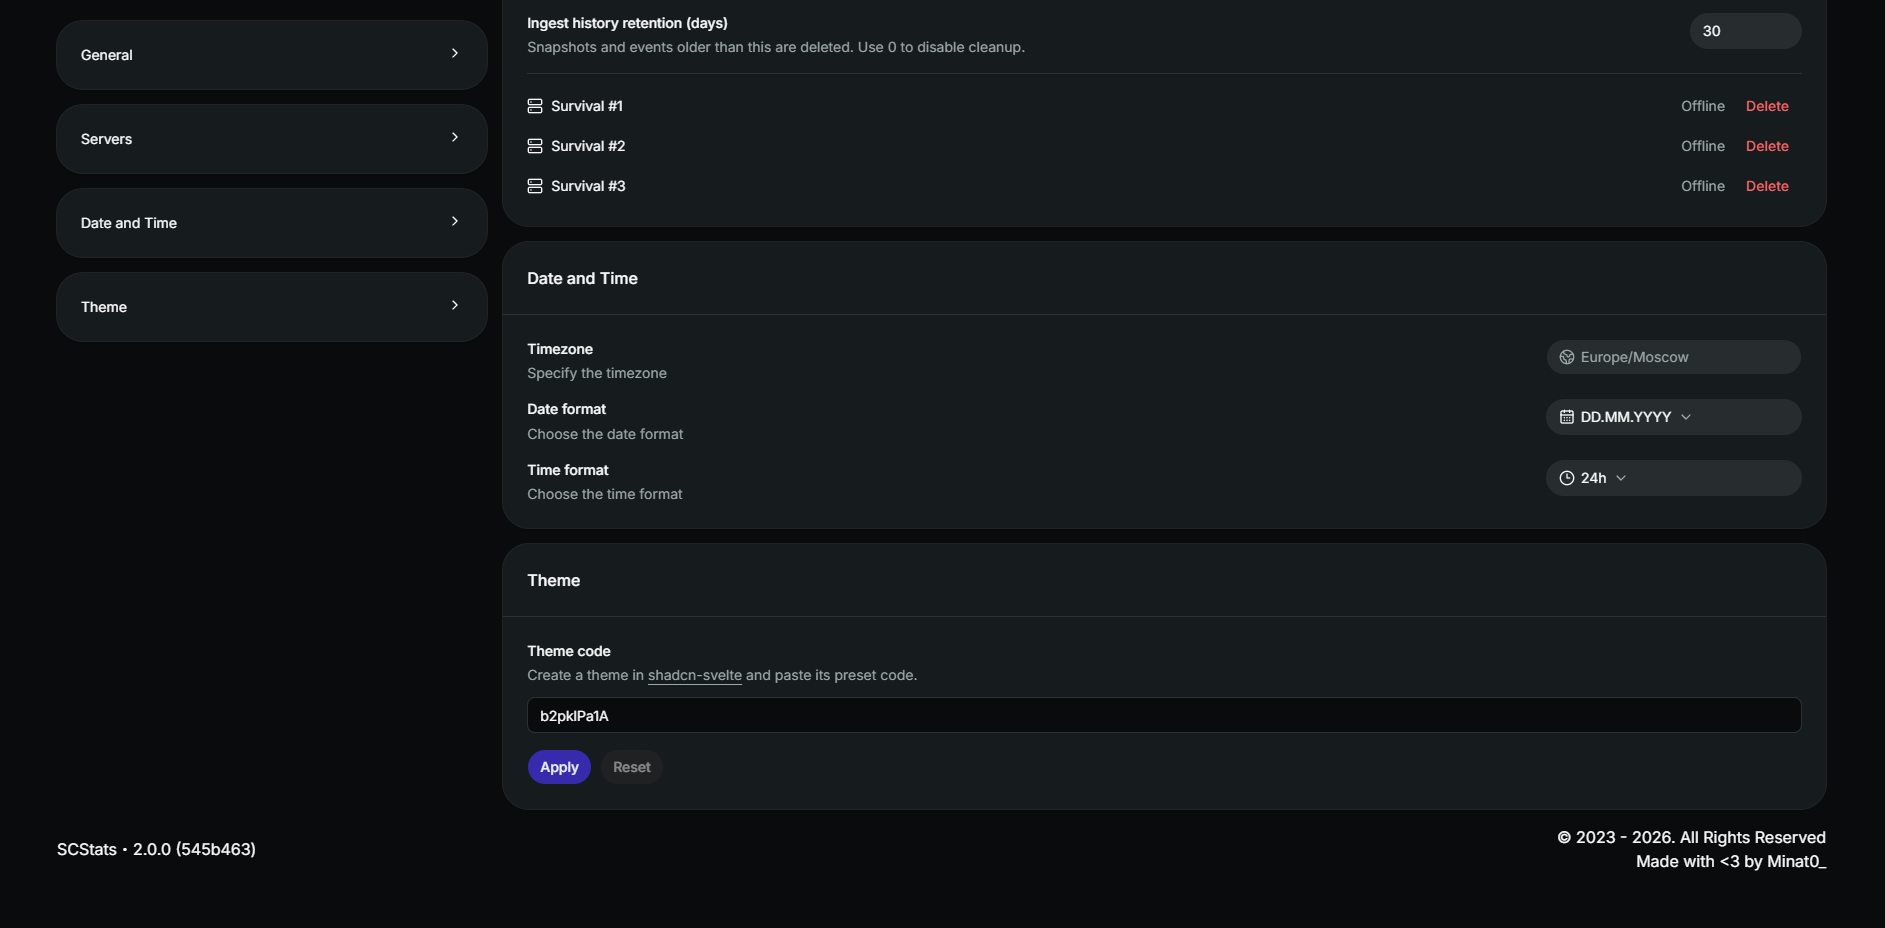 General
Servers
Date and Time
Theme
Ingest history retention (days)
Snapshots and events older than this are deleted. Use 0 to disable cleanup.
30
Survival #1 Offline Delete
Survival #2 Offline Delete
Survival #3 Offline Delete
Date and Time
Timezone
Specify the timezone
Europe/Moscow
Date format
Choose the date format
DD.MM.YYYY
Time format
Choose the time format
24h
Theme
Theme code
Create a theme in shadcn-svelte and paste its preset code.
b2pklPa1A
Apply Reset
SCStats • 2.0.0 (545b463)
© 2023 - 2026. All Rights Reserved
Made with <3 by Minat0_